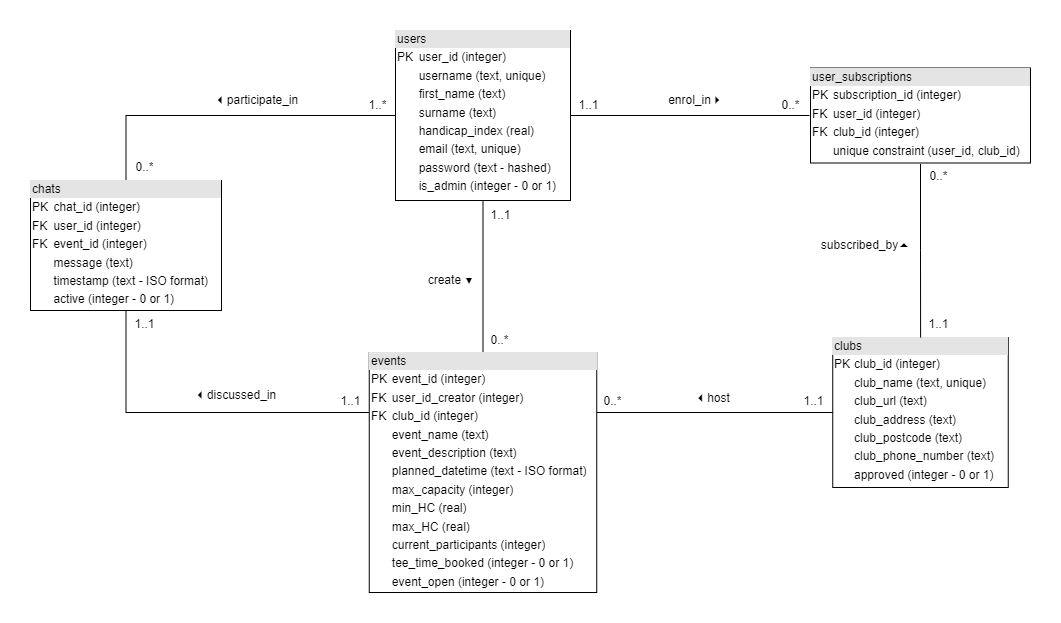 users
PK user_id (integer)
username (text, unique)
first_name (text)
surname (text)
handicap_index (real)
email (text, unique)
password (text - hashed)
is_admin (integer - 0 or 1)
participate_in
1..*
0..*
1..1
enrol_in
0..*
user_subscriptions
PK subscription_id (integer)
FK user_id (integer)
FK club_id (integer)
unique constraint (user_id, club_id)
chats
PK chat_id (integer)
FK user_id (integer)
FK event_id (integer)
message (text)
timestamp (text - ISO format)
active (integer - 0 or 1)
1..1
create
0..*
0..*
subscribed_by
1..1
1..1
discussed_in
1..1
events
PK event_id (integer)
FK user_id_creator (integer)
FK club_id (integer)
event_name (text)
event_description (text)
planned_datetime (text - ISO format)
max_capacity (integer)
min_HC (real)
max_HC (real)
current_participants (integer)
tee_time_booked (integer - 0 or 1)
event_open (integer - 0 or 1)
0..*
host
1..1
clubs
PK club_id (integer)
club_name (text, unique)
club_url (text)
club_address (text)
club_postcode (text)
club_phone_number (text)
approved (integer - 0 or 1)